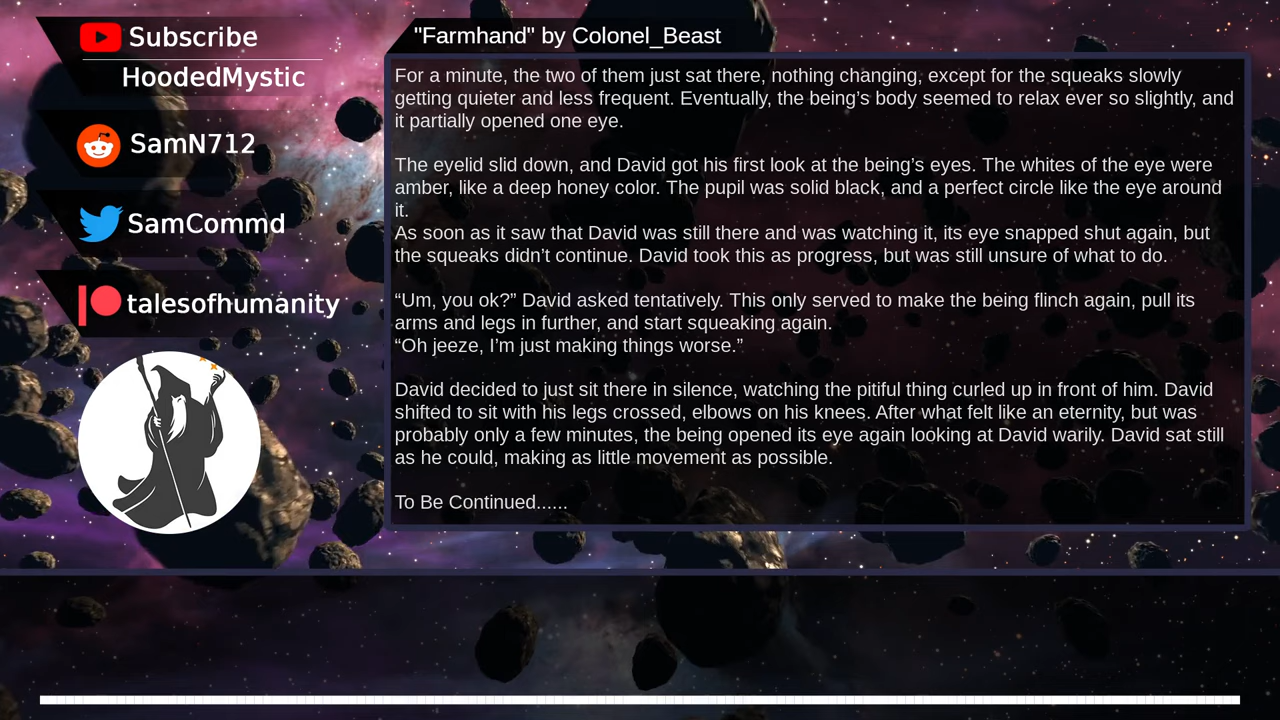 Subscribe
HoodedMystic
SamN712
SamCommd
talesofhumanity
"Farmhand" by Colonel_Beast
For a minute, the two of them just sat there, nothing changing, except for the squeaks slowly
getting quieter and less frequent. Eventually, the being’s body seemed to relax ever so slightly, and
it partially opened one eye.
The eyelid slid down, and David got his first look at the being’s eyes. The whites of the eye were
amber, like a deep honey color. The pupil was solid black, and a perfect circle like the eye around
it.
As soon as it saw that David was still there and was watching it, its eye snapped shut again, but
the squeaks didn’t continue. David took this as progress, but was still unsure of what to do.
“Um, you ok?” David asked tentatively. This only served to make the being flinch again, pull its
arms and legs in further, and start squeaking again.
“Oh jeeze, I’m just making things worse.”
David decided to just sit there in silence, watching the pitiful thing curled up in front of him. David
shifted to sit with his legs crossed, elbows on his knees. After what felt like an eternity, but was
probably only a few minutes, the being opened its eye again looking at David warily. David sat still
as he could, making as little movement as possible.
To Be Continued......